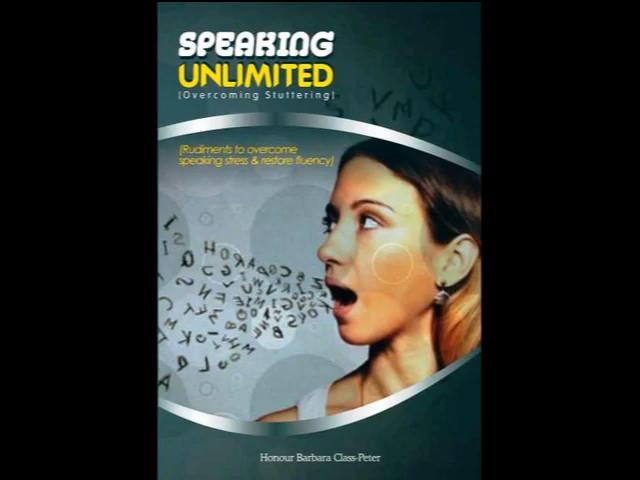 SPEAKING
UNLIMITED
(Overcoming Stuttering)
(Rudiments to overcome
speaking stress & restore fluency)
Honour Barbara Class-Peter